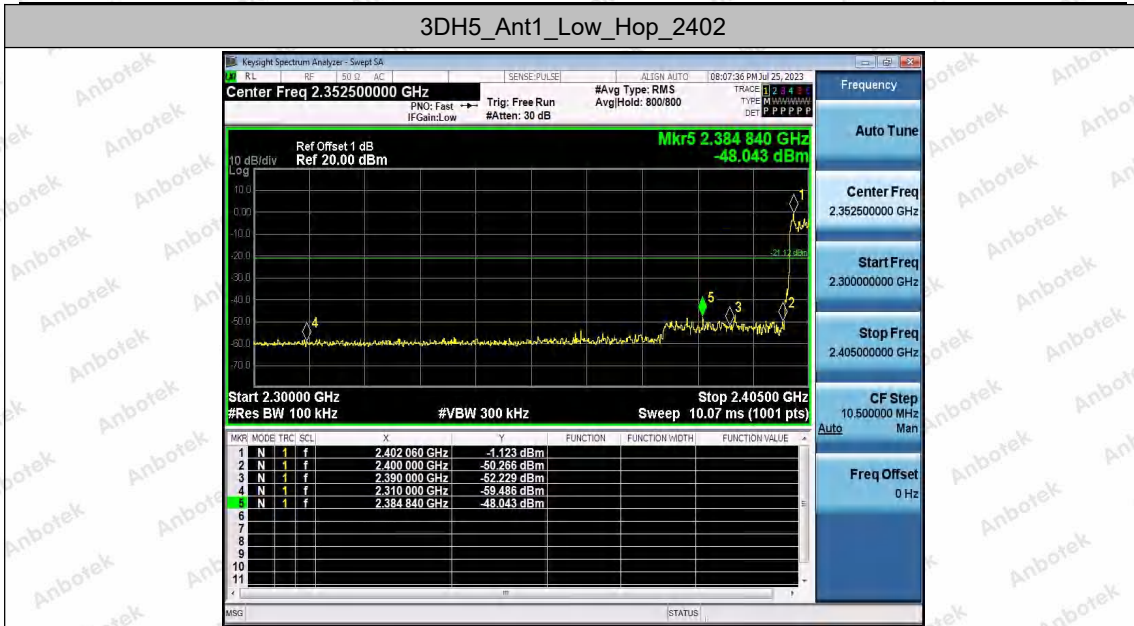 3DH5_Ant1_Low_Hop_2402
Keysight Spectrum Analyzer - Swept SA
RL RF 50 Ω AC SENSE:PULSE ALIGN AUTO 08:07:36 PM Jul 25, 2023
Center Freq 2.352500000 GHz
PNO: Fast
IFGain:Low
Trig: Free Run
#Atten: 30 dB
#Avg Type: RMS
Avg|Hold: 800/800
TRACE 1 2 3 4 5 6
TYPE M WWWWW
DET P P P P P P
Frequency
Auto Tune
Center Freq
2.352500000 GHz
Start Freq
2.300000000 GHz
Stop Freq
2.405000000 GHz
CF Step
10.500000 MHz
Auto Man
Freq Offset
0 Hz
Mkr5 2.384 840 GHz
-48.043 dBm
Ref Offset 1 dB
10 dB/div Ref 20.00 dBm
Log
10.0
0.00
-10.0
-20.0
-30.0
-40.0
-50.0
-60.0
-70.0
-21.12 dBm
1
2
3
4
5
Start 2.30000 GHz Stop 2.40500 GHz
#Res BW 100 kHz #VBW 300 kHz Sweep 10.07 ms (1001 pts)
MKR MODE TRC SCL X Y FUNCTION FUNCTION WIDTH FUNCTION VALUE
1 N 1 f 2.402 060 GHz -1.123 dBm
2 N 1 f 2.400 000 GHz -50.266 dBm
3 N 1 f 2.390 000 GHz -52.229 dBm
4 N 1 f 2.310 000 GHz -59.486 dBm
5 N 1 f 2.384 840 GHz -48.043 dBm
6
7
8
9
10
11
MSG STATUS
Anbotek